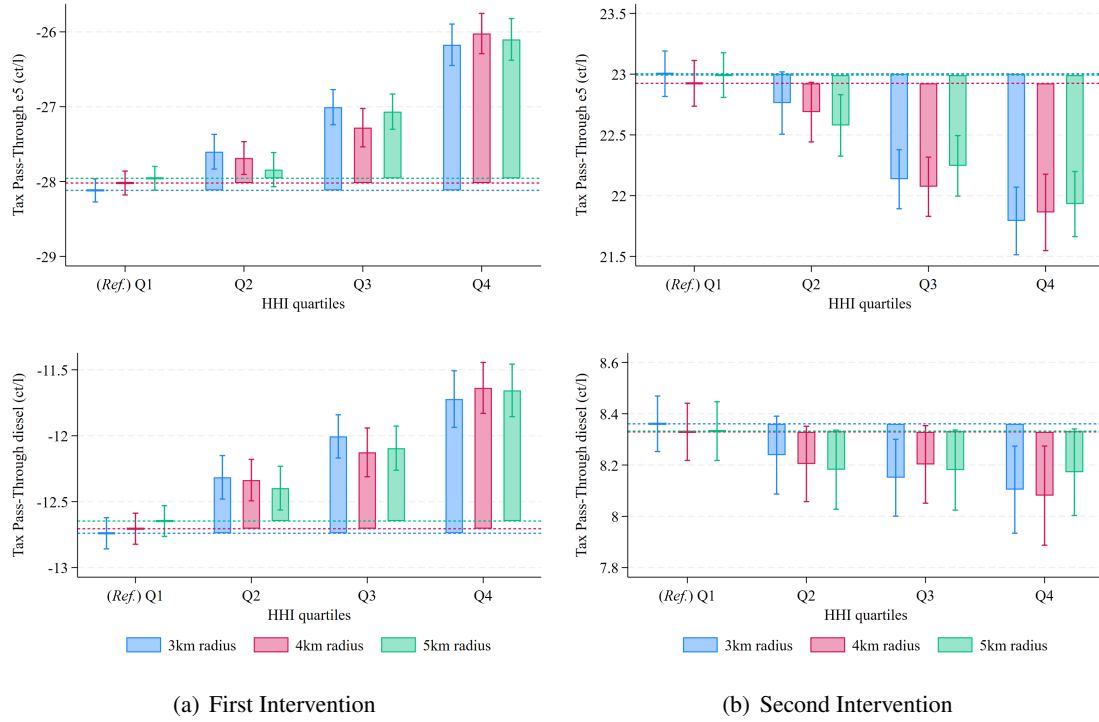 Tax Pass-Through e5 (ct/l)
-26
-27
-28
-29
(Ref.) Q1 Q2 Q3 Q4
HHI quartiles
Tax Pass-Through e5 (ct/l)
23.5
23
22.5
22
21.5
(Ref.) Q1 Q2 Q3 Q4
HHI quartiles
Tax Pass-Through diesel (ct/l)
-11.5
-12
-12.5
-13
(Ref.) Q1 Q2 Q3 Q4
HHI quartiles
3km radius 4km radius 5km radius
Tax Pass-Through diesel (ct/l)
8.6
8.4
8.2
8
7.8
(Ref.) Q1 Q2 Q3 Q4
HHI quartiles
3km radius 4km radius 5km radius
(a) First Intervention
(b) Second Intervention